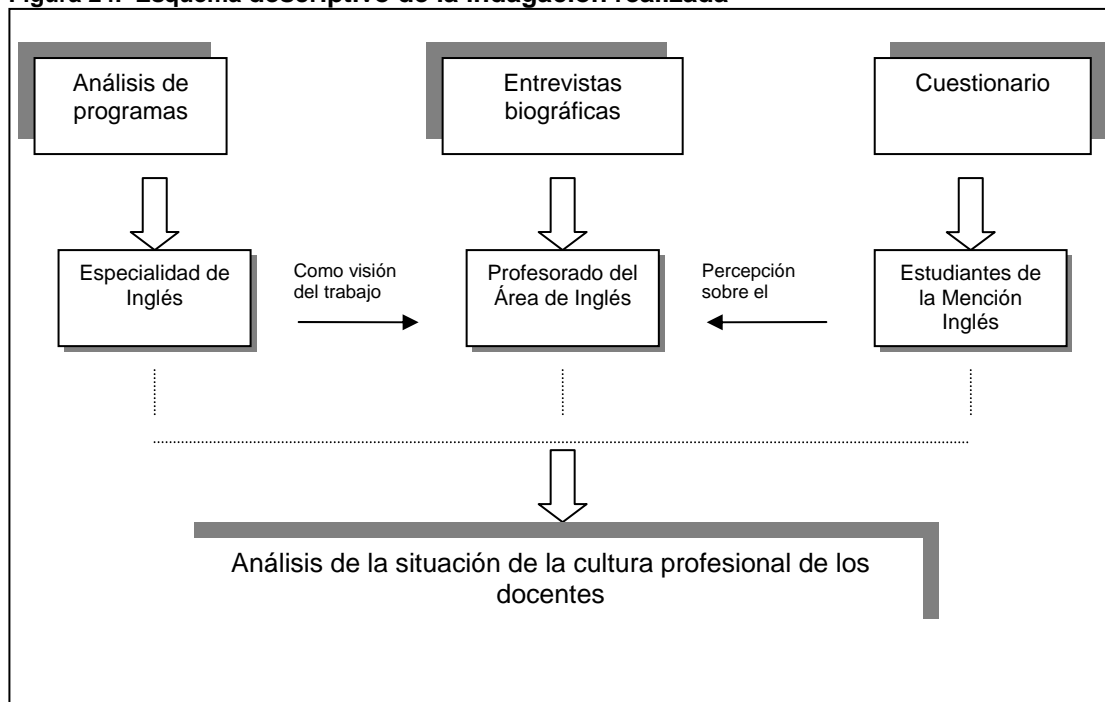 Figura 24. Esquema descriptivo de la indagación realizada
Análisis de
programas
Entrevistas
biográficas
Cuestionario
Especialidad de
Inglés
Como visión
del trabajo
Profesorado del
Área de Inglés
Percepción
sobre el
Estudiantes de
la Mención
Inglés
Análisis de la situación de la cultura profesional de los
docentes